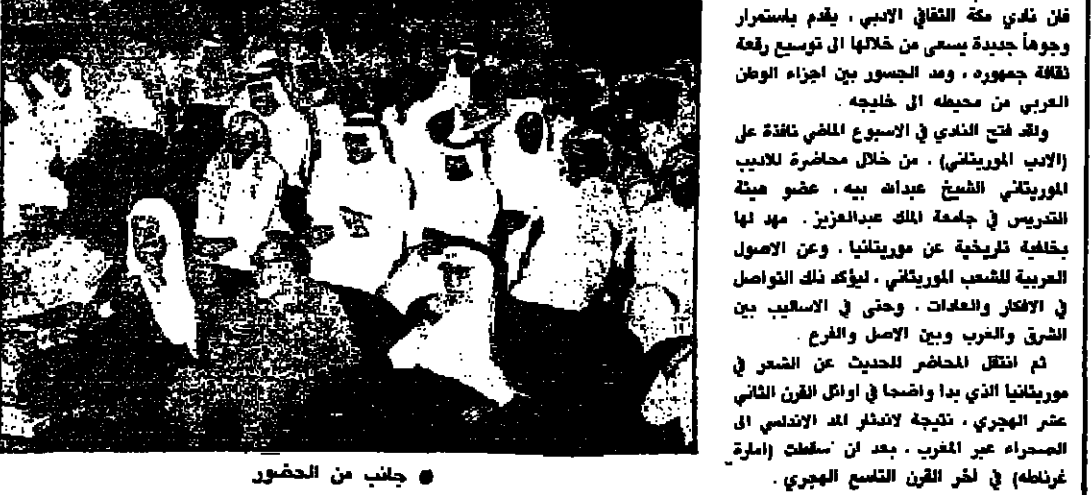 فان نادي مكة الثقافي الادبي ، يقدم باستمرار
وجوهاً جديدة يسعى من خلالها الى توسيع رقعة
ثقافة جمهوره ، ومد الجسور بين اجزاء الوطن
العربي من محيطه الى خليجه .
ولقد فتح النادي في الاسبوع الماضي نافذة على
(الادب الموريتاني) ، من خلال محاضرة للاديب
الموريتاني الشيخ عبدالله بيه ، عضو هيئة
التدريس في جامعة الملك عبدالعزيز . مهد لها
بخلفية تاريخية عن موريتانيا ، وعن الاصول
العربية للشعب الموريتاني ، ليؤكد ذلك التواصل
في الافكار والعادات ، وحتى في الاساليب بين
الشرق والغرب وبين الاصل والفرع .
ثم انتقل المحاضر للحديث عن الشعر في
موريتانيا الذي بدا واضحا في اوائل القرن الثاني
عشر الهجري ، نتيجة لاندثار المد الاندلسي الى
الصحراء عبر المغرب ، بعد ان سقطت (امارة
غرناطه) في اخر القرن التاسع الهجري .
● جانب من الحضور